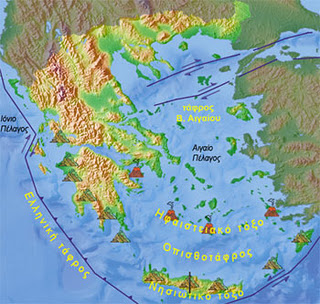 τάφρος
Β. Αιγαίου
Ιόνιο
Πέλαγος
Αιγαίο
Πέλαγος
Ελληνική τάφρος
Ηφαιστειακό τόξο
Οπισθοτάφρος
Νησιωτικό τόξο